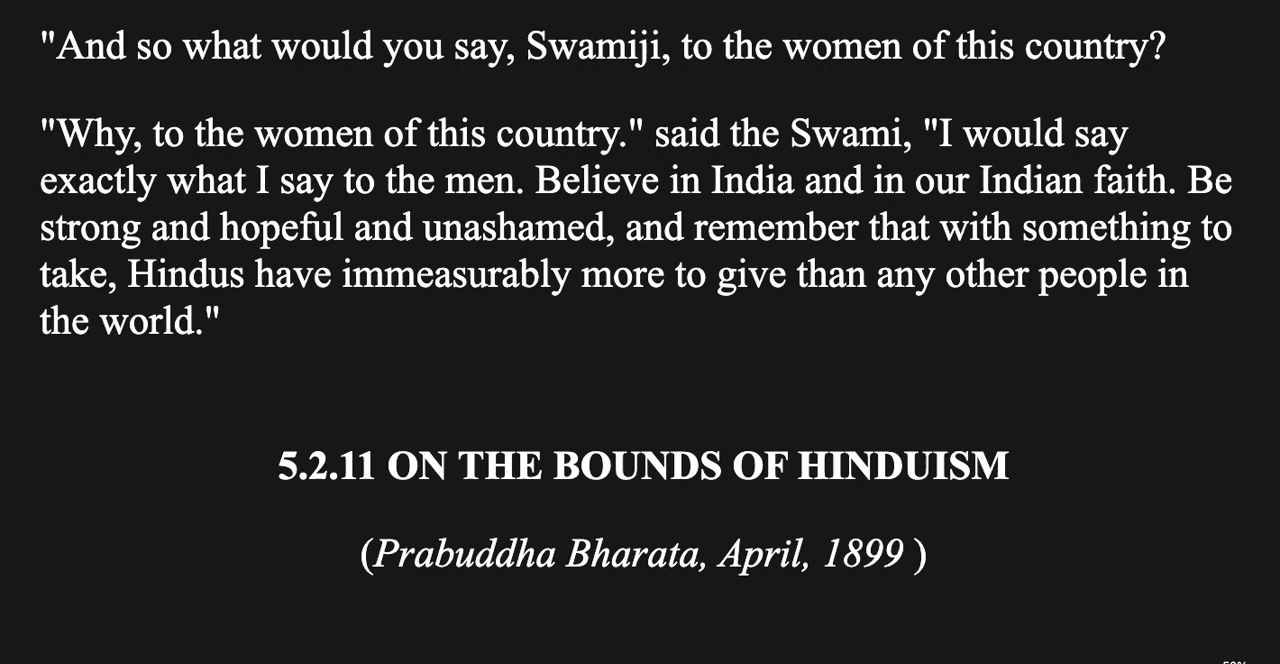 "And so what would you say, Swamiji, to the women of this country?
"Why, to the women of this country." said the Swami, "I would say
exactly what I say to the men. Believe in India and in our Indian faith. Be
strong and hopeful and unashamed, and remember that with something to
take, Hindus have immeasurably more to give than any other people in
the world."
5.2.11 ON THE BOUNDS OF HINDUISM
(Prabuddha Bharata, April, 1899 )